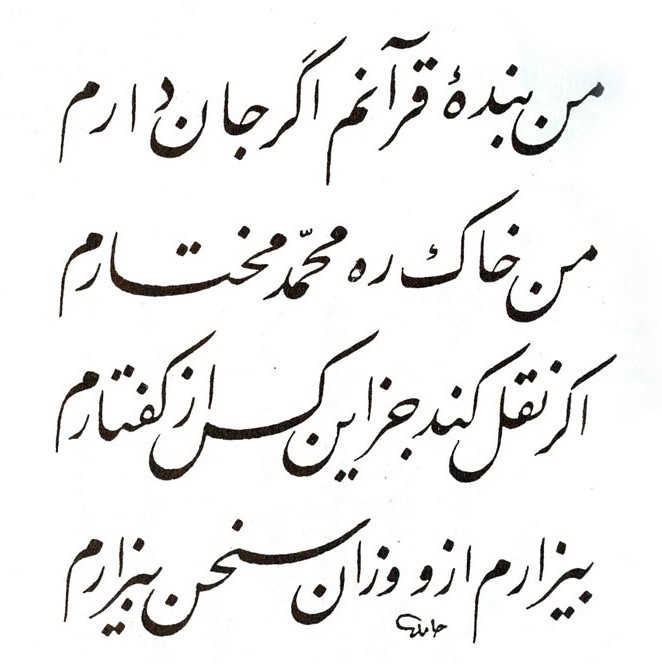 من بندهٔ قرآنم اگر جان دارم
من خاک ره محمّد مختارم
اگر نقل کند جز این کس از گفتارم
بیزارم ازو وزان سخن بیزارم